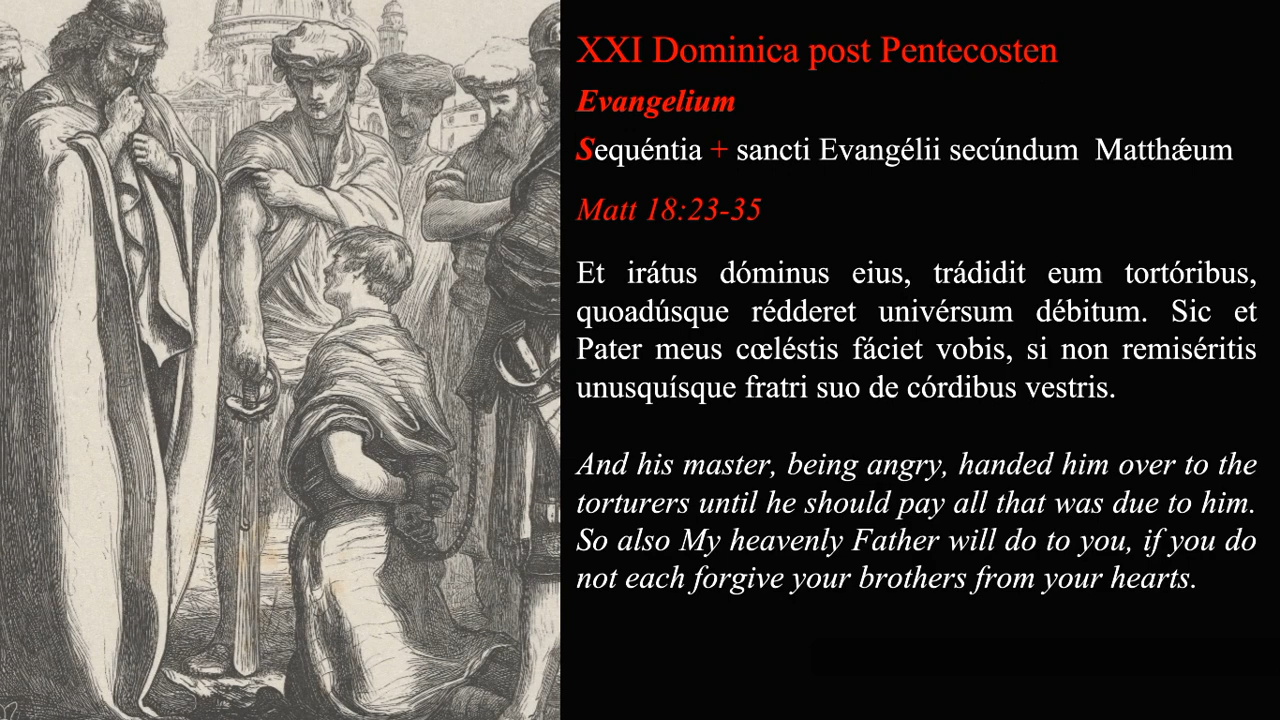 XXI Dominica post Pentecosten
Evangelium
Sequéntia + sancti Evangélii secúndum Matthǽum
Matt 18:23-35
Et irátus dóminus eius, trádidit eum tortóribus,
quoadúsque rédderet univérsum débitum. Sic et
Pater meus cœléstis fáciet vobis, si non remiséritis
unusquísque fratri suo de córdibus vestris.
And his master, being angry, handed him over to the
torturers until he should pay all that was due to him.
So also My heavenly Father will do to you, if you do
not each forgive your brothers from your hearts.